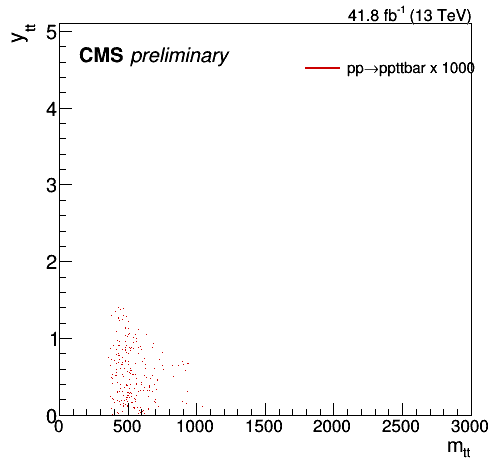 41.8 fb⁻¹ (13 TeV)
y_tt
CMS preliminary
pp→ppttbar x 1000
5
4
3
2
1
0
0 500 1000 1500 2000 2500 3000
m_tt